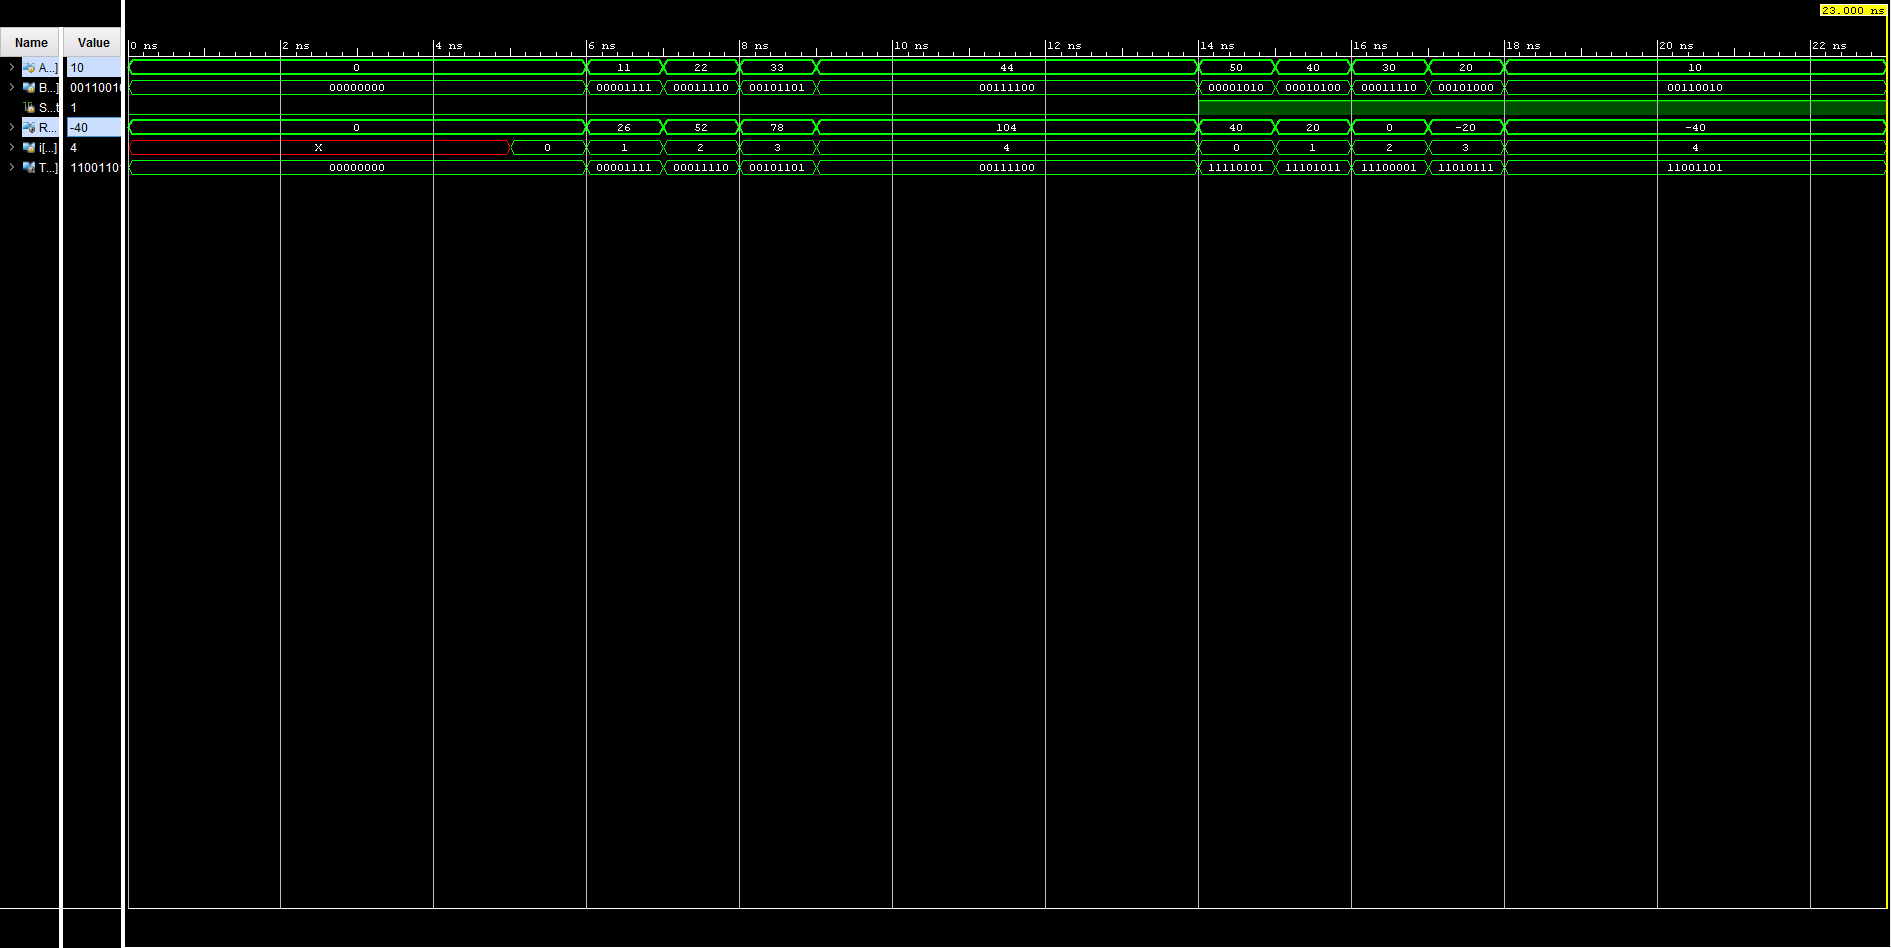 23.000 ns
Name Value
0 ns 2 ns 4 ns 6 ns 8 ns 10 ns 12 ns 14 ns 16 ns 18 ns 20 ns 22 ns
A...] 10 0 11 22 33 44 50 40 30 20 10
B...] 00110010 00000000 00001111 00011110 00101101 00111100 00001010 00010100 00011110 00101000 00110010
S...t 1
R... -40 0 26 52 78 104 40 20 0 -20 -40
i[...] 4 X 0 1 2 3 4 0 1 2 3 4
T...] 11001101 00000000 00001111 00011110 00101101 00111100 11110101 11101011 11100001 11010111 11001101